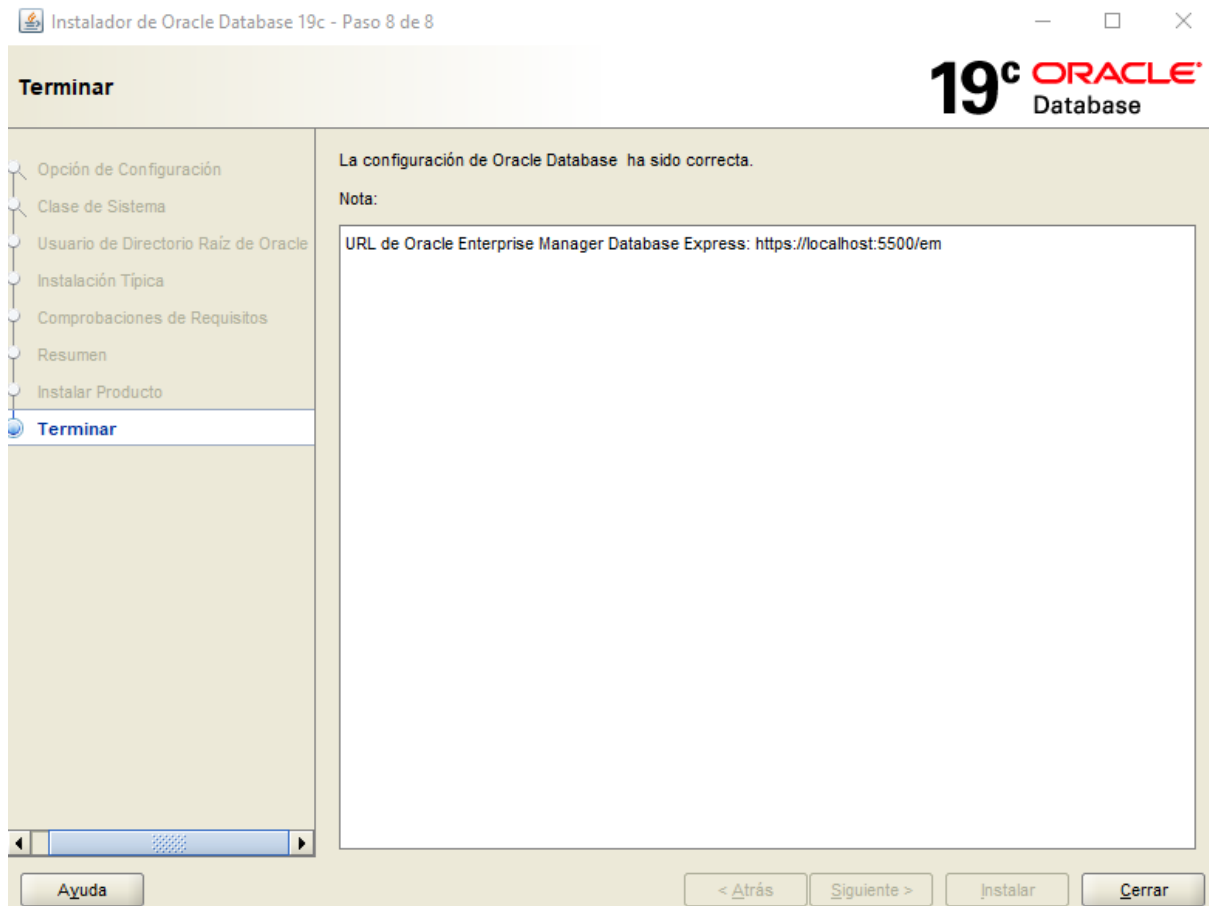 Instalador de Oracle Database 19c - Paso 8 de 8
Terminar
19c ORACLE
Database
Opción de Configuración
Clase de Sistema
Usuario de Directorio Raíz de Oracle
Instalación Típica
Comprobaciones de Requisitos
Resumen
Instalar Producto
Terminar
La configuración de Oracle Database  ha sido correcta.
Nota:
URL de Oracle Enterprise Manager Database Express: https://localhost:5500/em
Ayuda
< Atrás
Siguiente >
Instalar
Cerrar